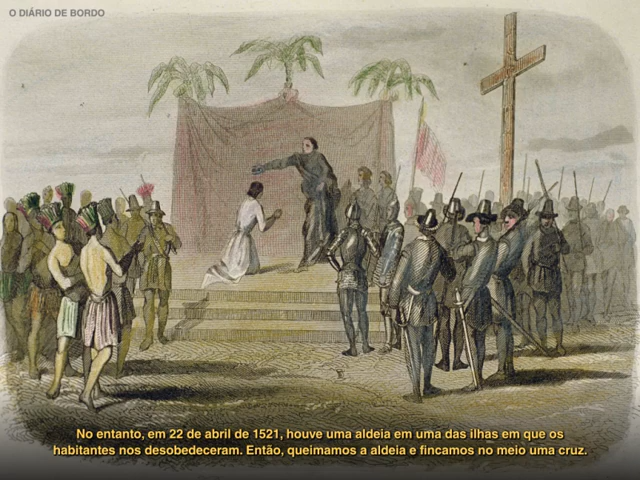 O DIÁRIO DE BORDO
No entanto, em 22 de abril de 1521, houve uma aldeia em uma das ilhas em que os
habitantes nos desobedeceram. Então, queimamos a aldeia e fincamos no meio uma cruz.